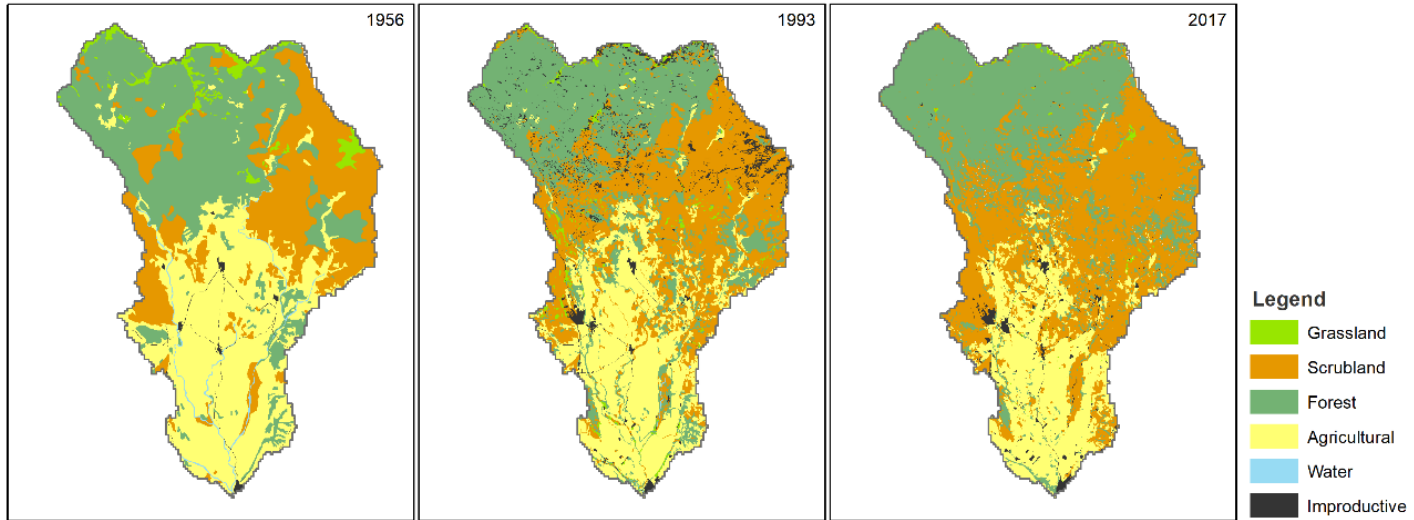 1956
1993
2017
Legend
Grassland
Scrubland
Forest
Agricultural
Water
Improductive